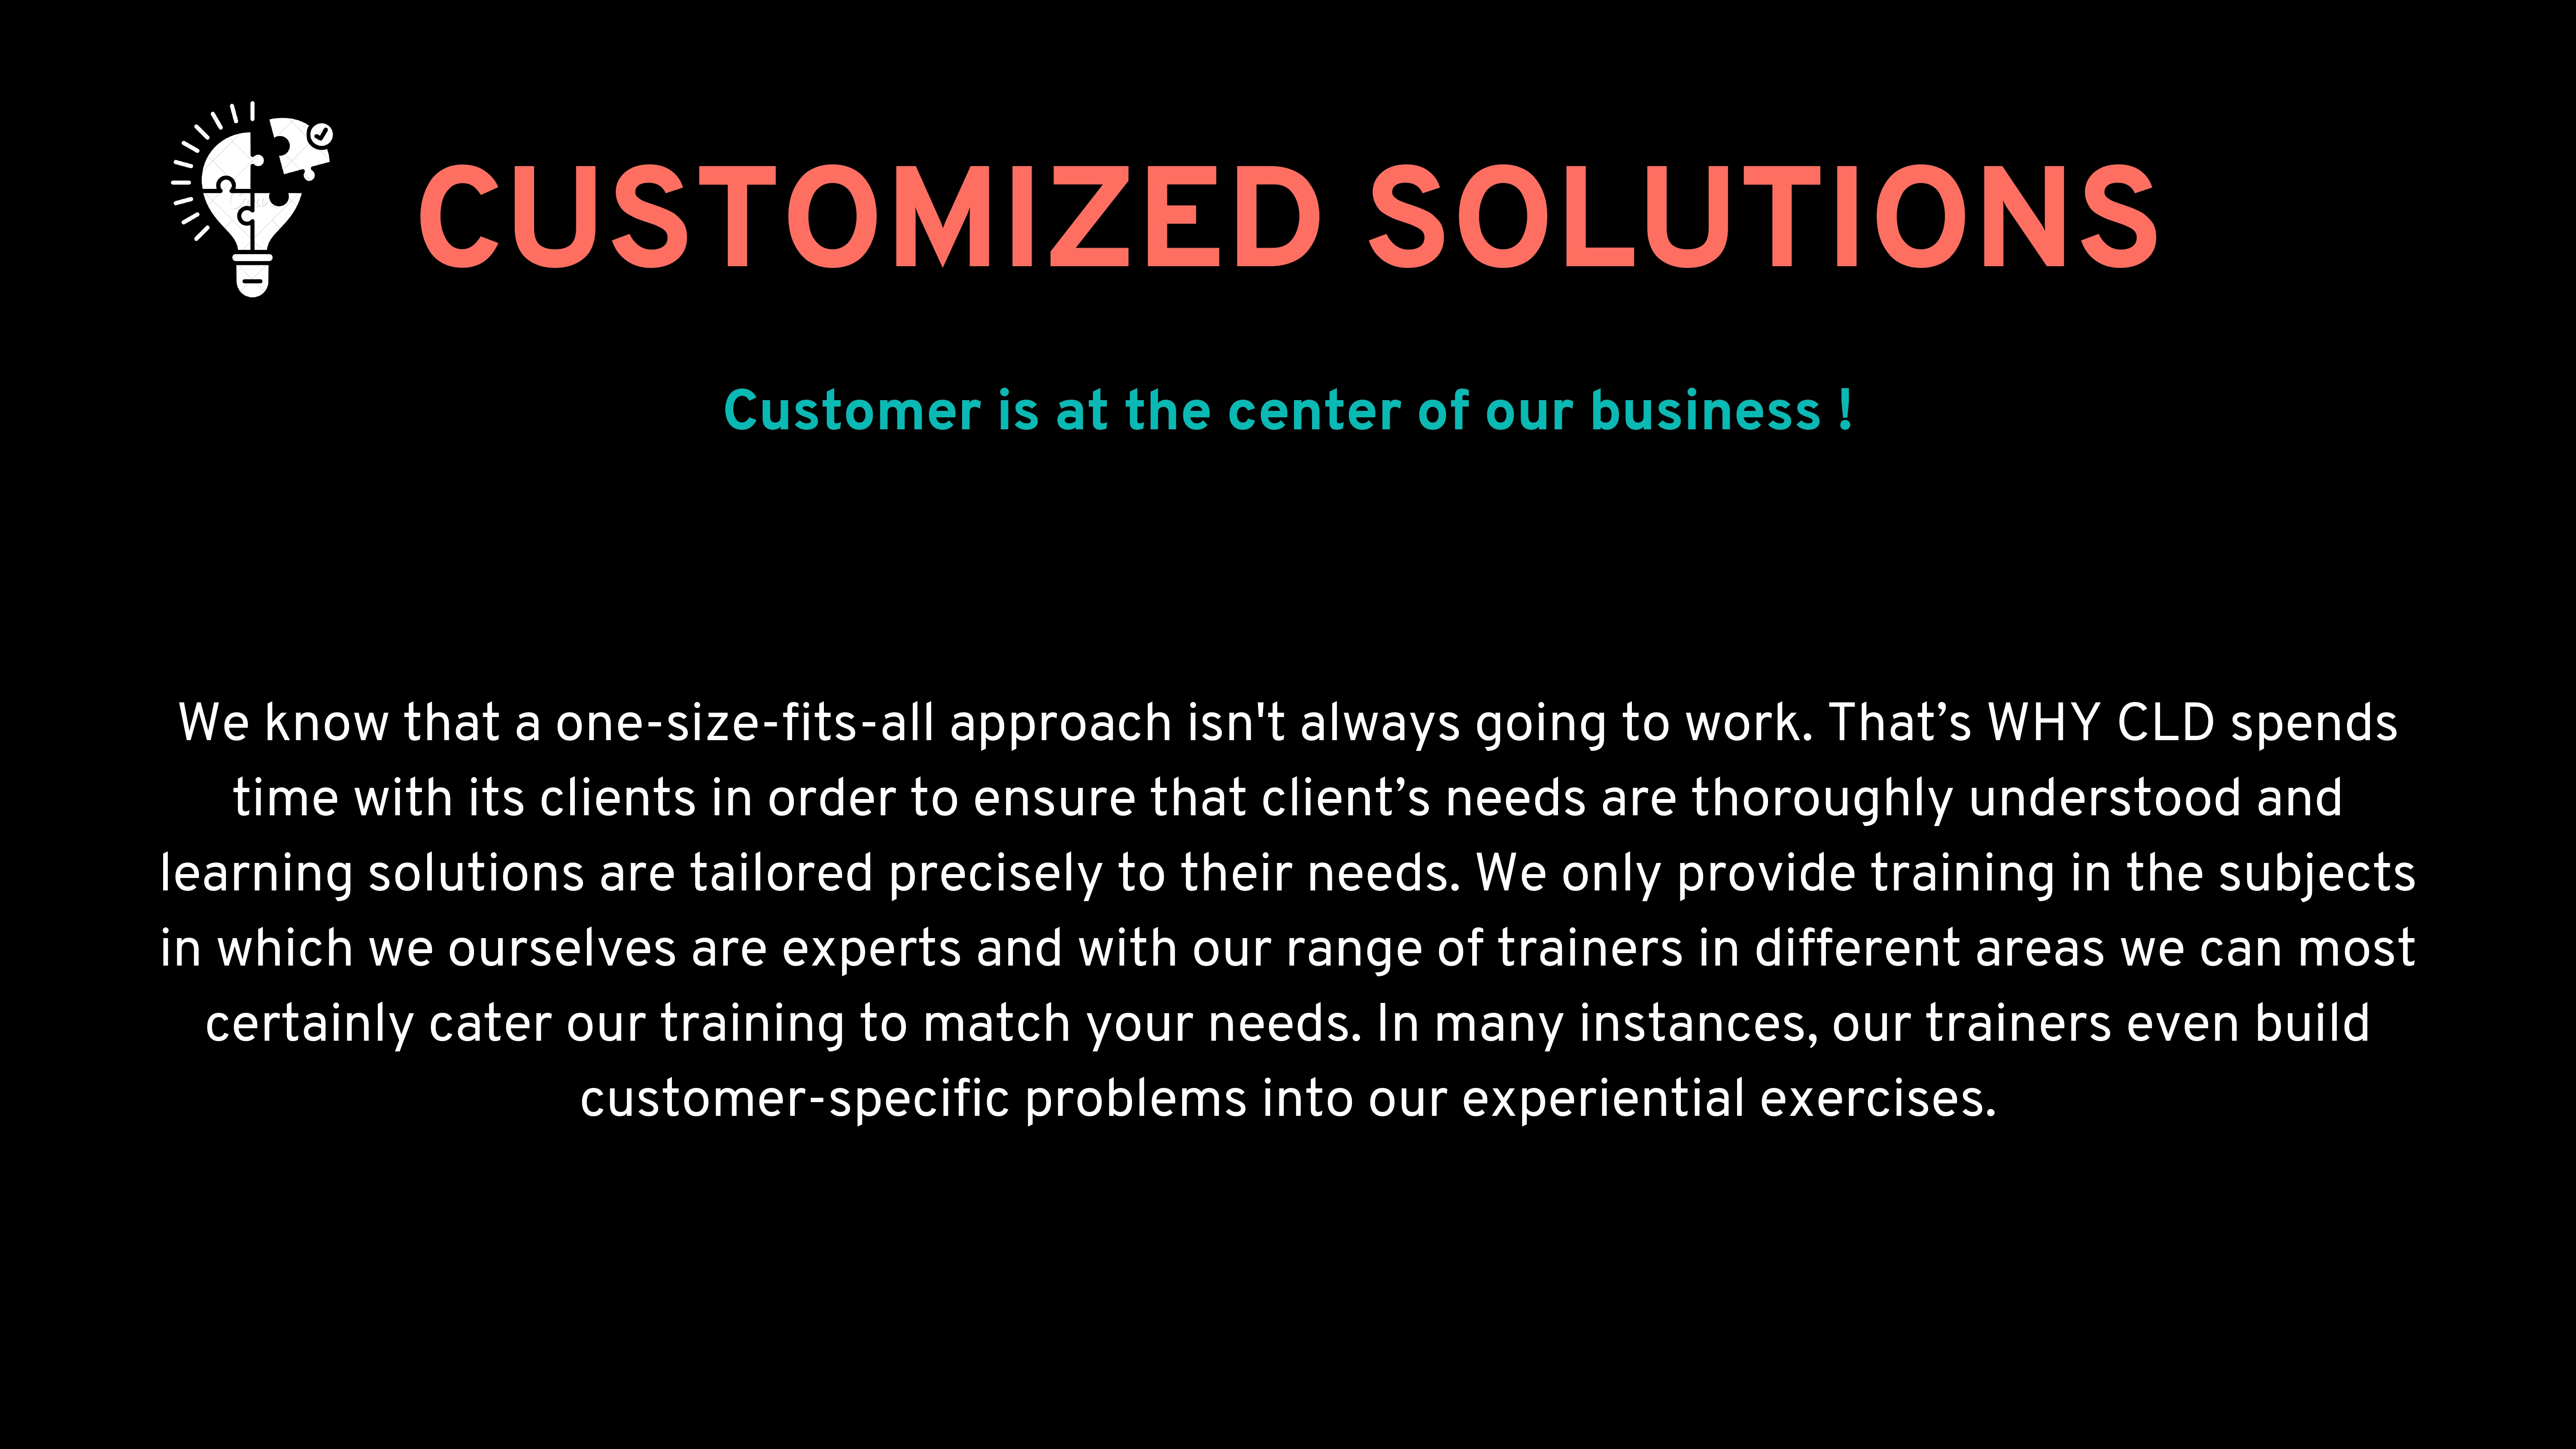 CUSTOMIZED SOLUTIONS
Customer is at the center of our business !
We know that a one-size-fits-all approach isn't always going to work. That’s WHY CLD spends
time with its clients in order to ensure that client’s needs are thoroughly understood and
learning solutions are tailored precisely to their needs. We only provide training in the subjects
in which we ourselves are experts and with our range of trainers in different areas we can most
certainly cater our training to match your needs. In many instances, our trainers even build
customer-specific problems into our experiential exercises.